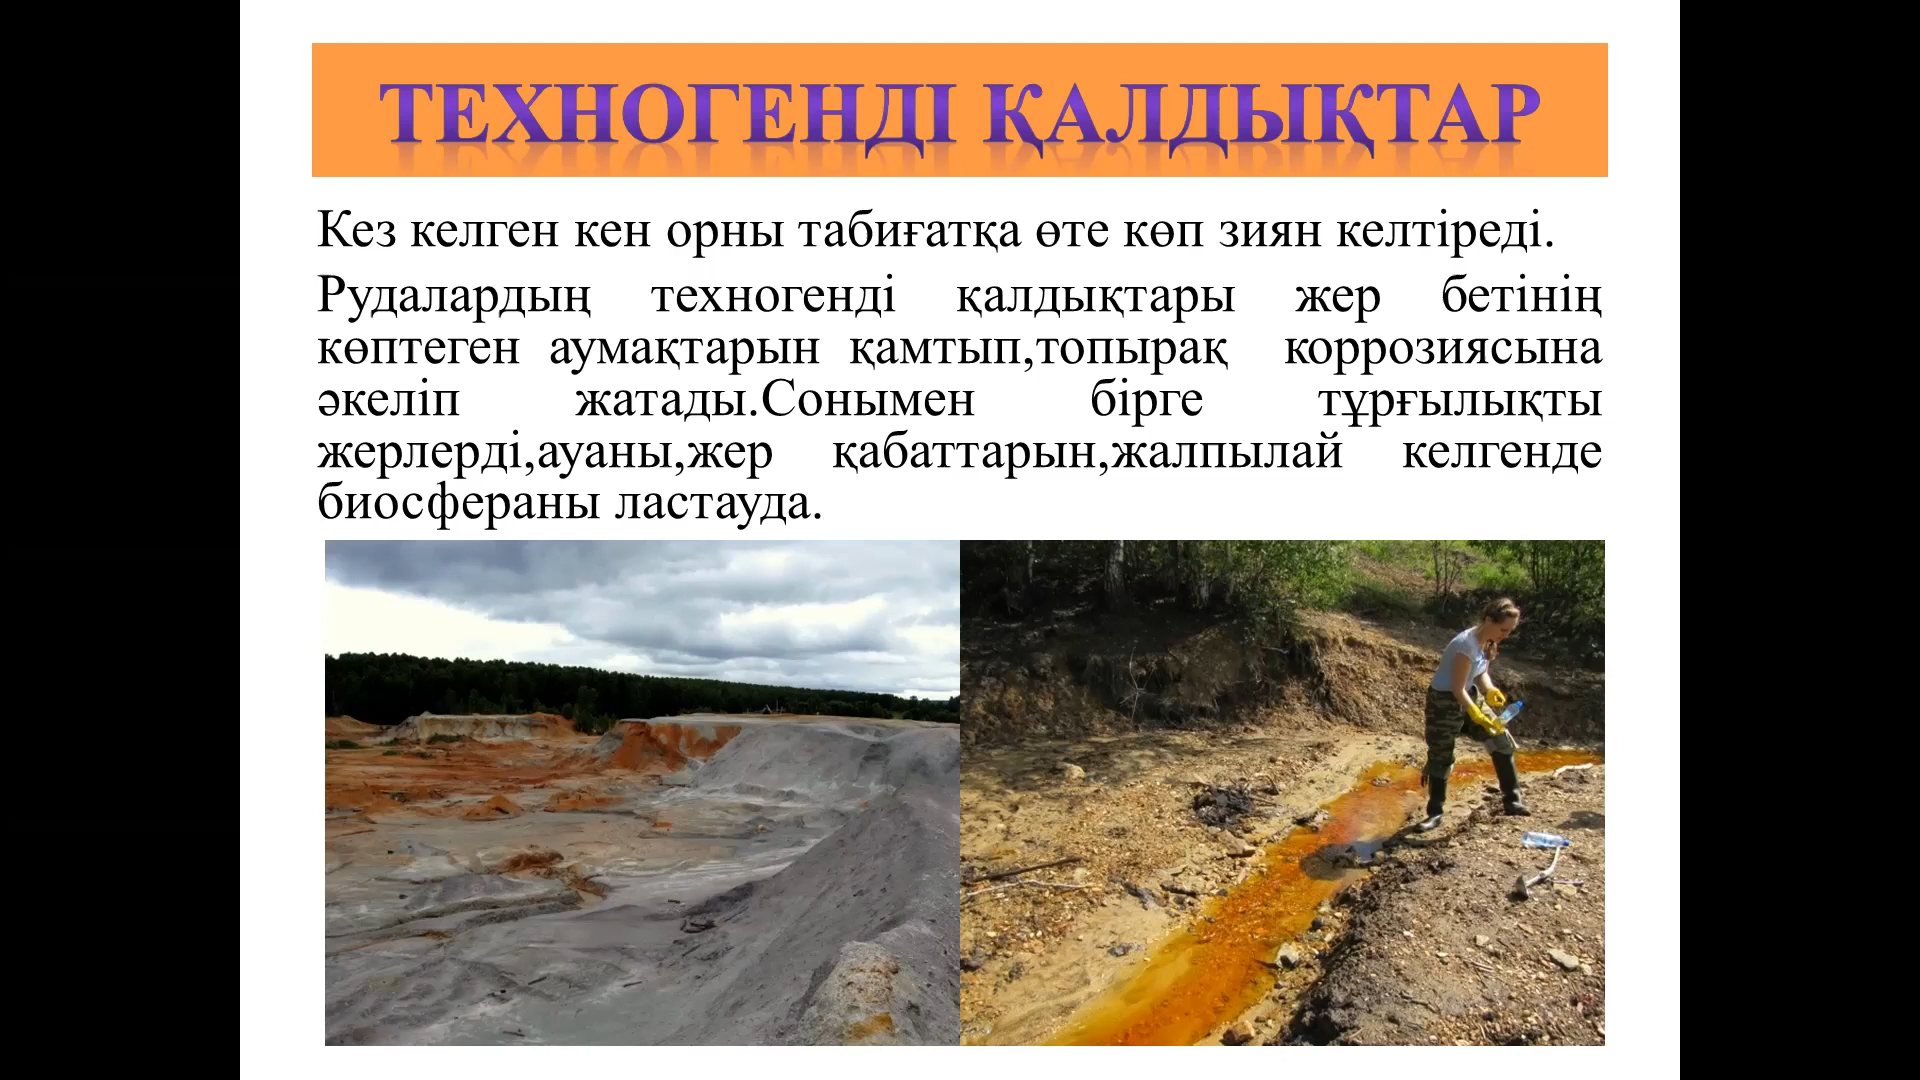 ТЕХНОГЕНДІ ҚАЛДЫҚТАР
Кез келген кен орны табиғатқа өте көп зиян келтіреді.
Рудалардың техногенді қалдықтары жер бетінің
көптеген аумақтарын қамтып,топырақ коррозиясына
әкеліп жатады.Сонымен бірге тұрғылықты
жерлерді,ауаны,жер қабаттарын,жалпылай келгенде
биосфераны ластауда.